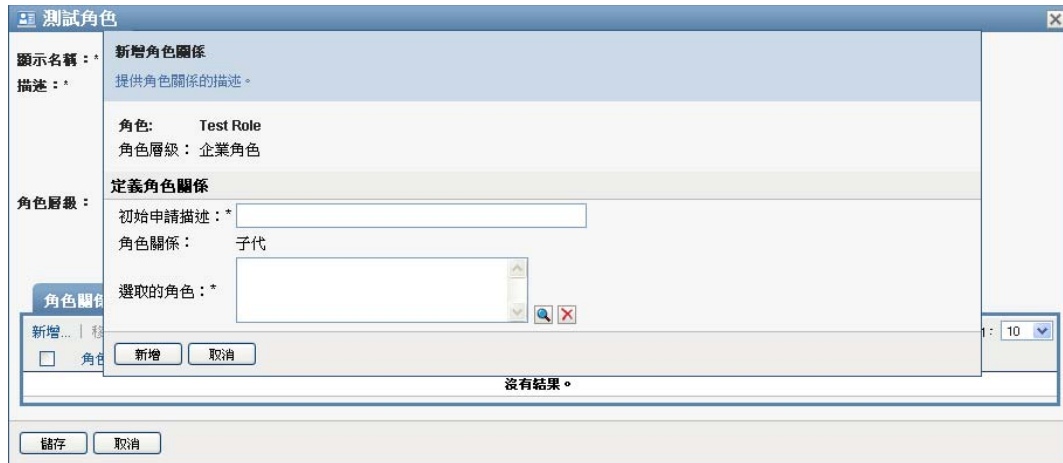 測試角色
顯示名稱：*
描述：*
角色層級：
新增角色關係
提供角色關係的描述。
角色: Test Role
角色層級： 企業角色
定義角色關係
初始申請描述：*
角色關係： 子代
選取的角色：*
新增 取消
角色關係
新增... | 移
10
角色
沒有結果。
儲存 取消